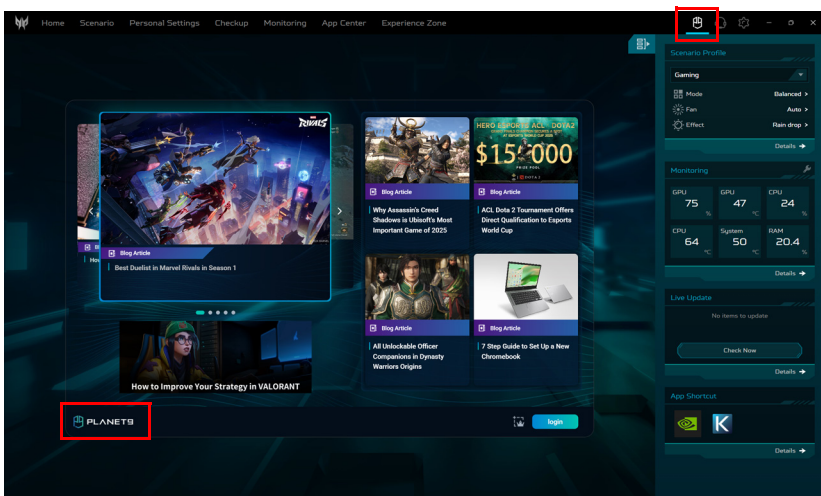 Home Scenario Personal Settings Checkup Monitoring App Center Experience Zone
MARVEL
RIVALS
Blog Article
Best Duelist in Marvel Rivals in Season 1
Blog Article
Why Assassin's Creed
Shadows is Ubisoft's Most
Important Game of 2025
HERO ESPORTS ACL - DOTA2
PRIZE POOL
DOTA 2
Blog Article
ACL Dota 2 Tournament Offers
Direct Qualification to Esports
World Cup
Blog Article
All Unlockable Officer
Companions in Dynasty
Warriors Origins
Blog Article
7 Step Guide to Set Up a New
Chromebook
How to Improve Your Strategy in VALORANT
PLANET9
login
Scenario Profile
Gaming
Mode Balanced >
Fan Auto >
Effect Rain drop >
Details →
Monitoring
GPU GPU CPU
75 % 47 °C 24 %
CPU System RAM
64 °C 50 °C 20.4 %
Details →
Live Update
No items to update
Check Now
Details →
App Shortcut
K
Details →